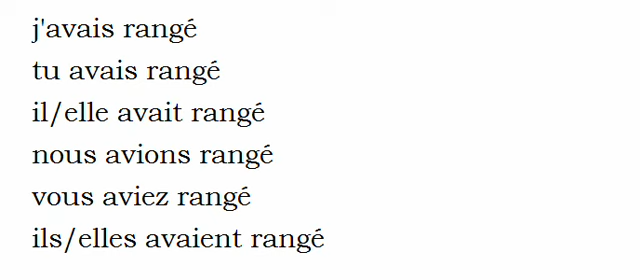 j'avais rangé
tu avais rangé
il/elle avait rangé
nous avions rangé
vous aviez rangé
ils/elles avaient rangé